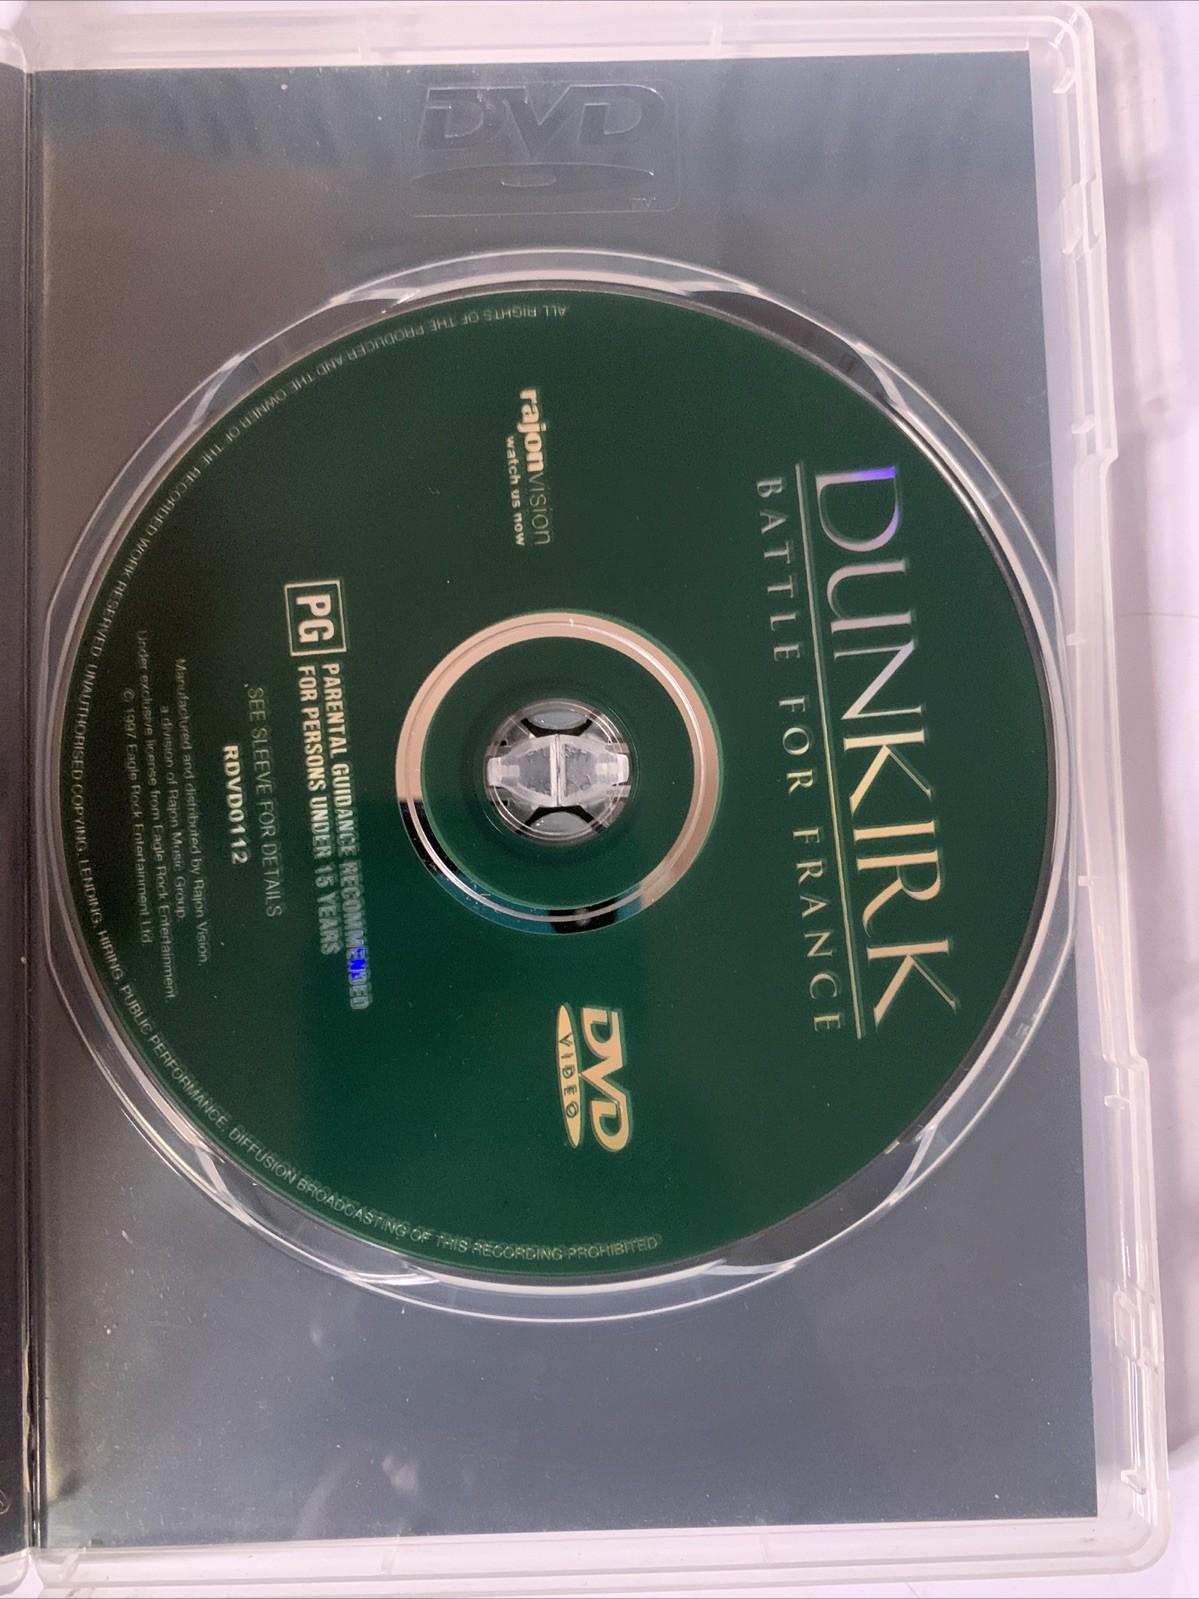 DVD
TM
DUNKIRK
BATTLE FOR FRANCE
rajonvision
watch us now
DVD
VIDEO
PG
PARENTAL GUIDANCE RECOMMENDED
FOR PERSONS UNDER 15 YEARS
SEE SLEEVE FOR DETAILS
RDVD0112
Manufactured and distributed by Rajon Vision,
a division of Rajon Music Group.
Under exclusive license from Eagle Rock Entertainment.
© 1997 Eagle Rock Entertainment Ltd.
ALL RIGHTS OF THE PRODUCER AND THE OWNER OF THE RECORDED WORK RESERVED. UNAUTHORISED COPYING, LENDING, HIRING, PUBLIC PERFORMANCE, DIFFUSION BROADCASTING OF THIS RECORDING PROHIBITED